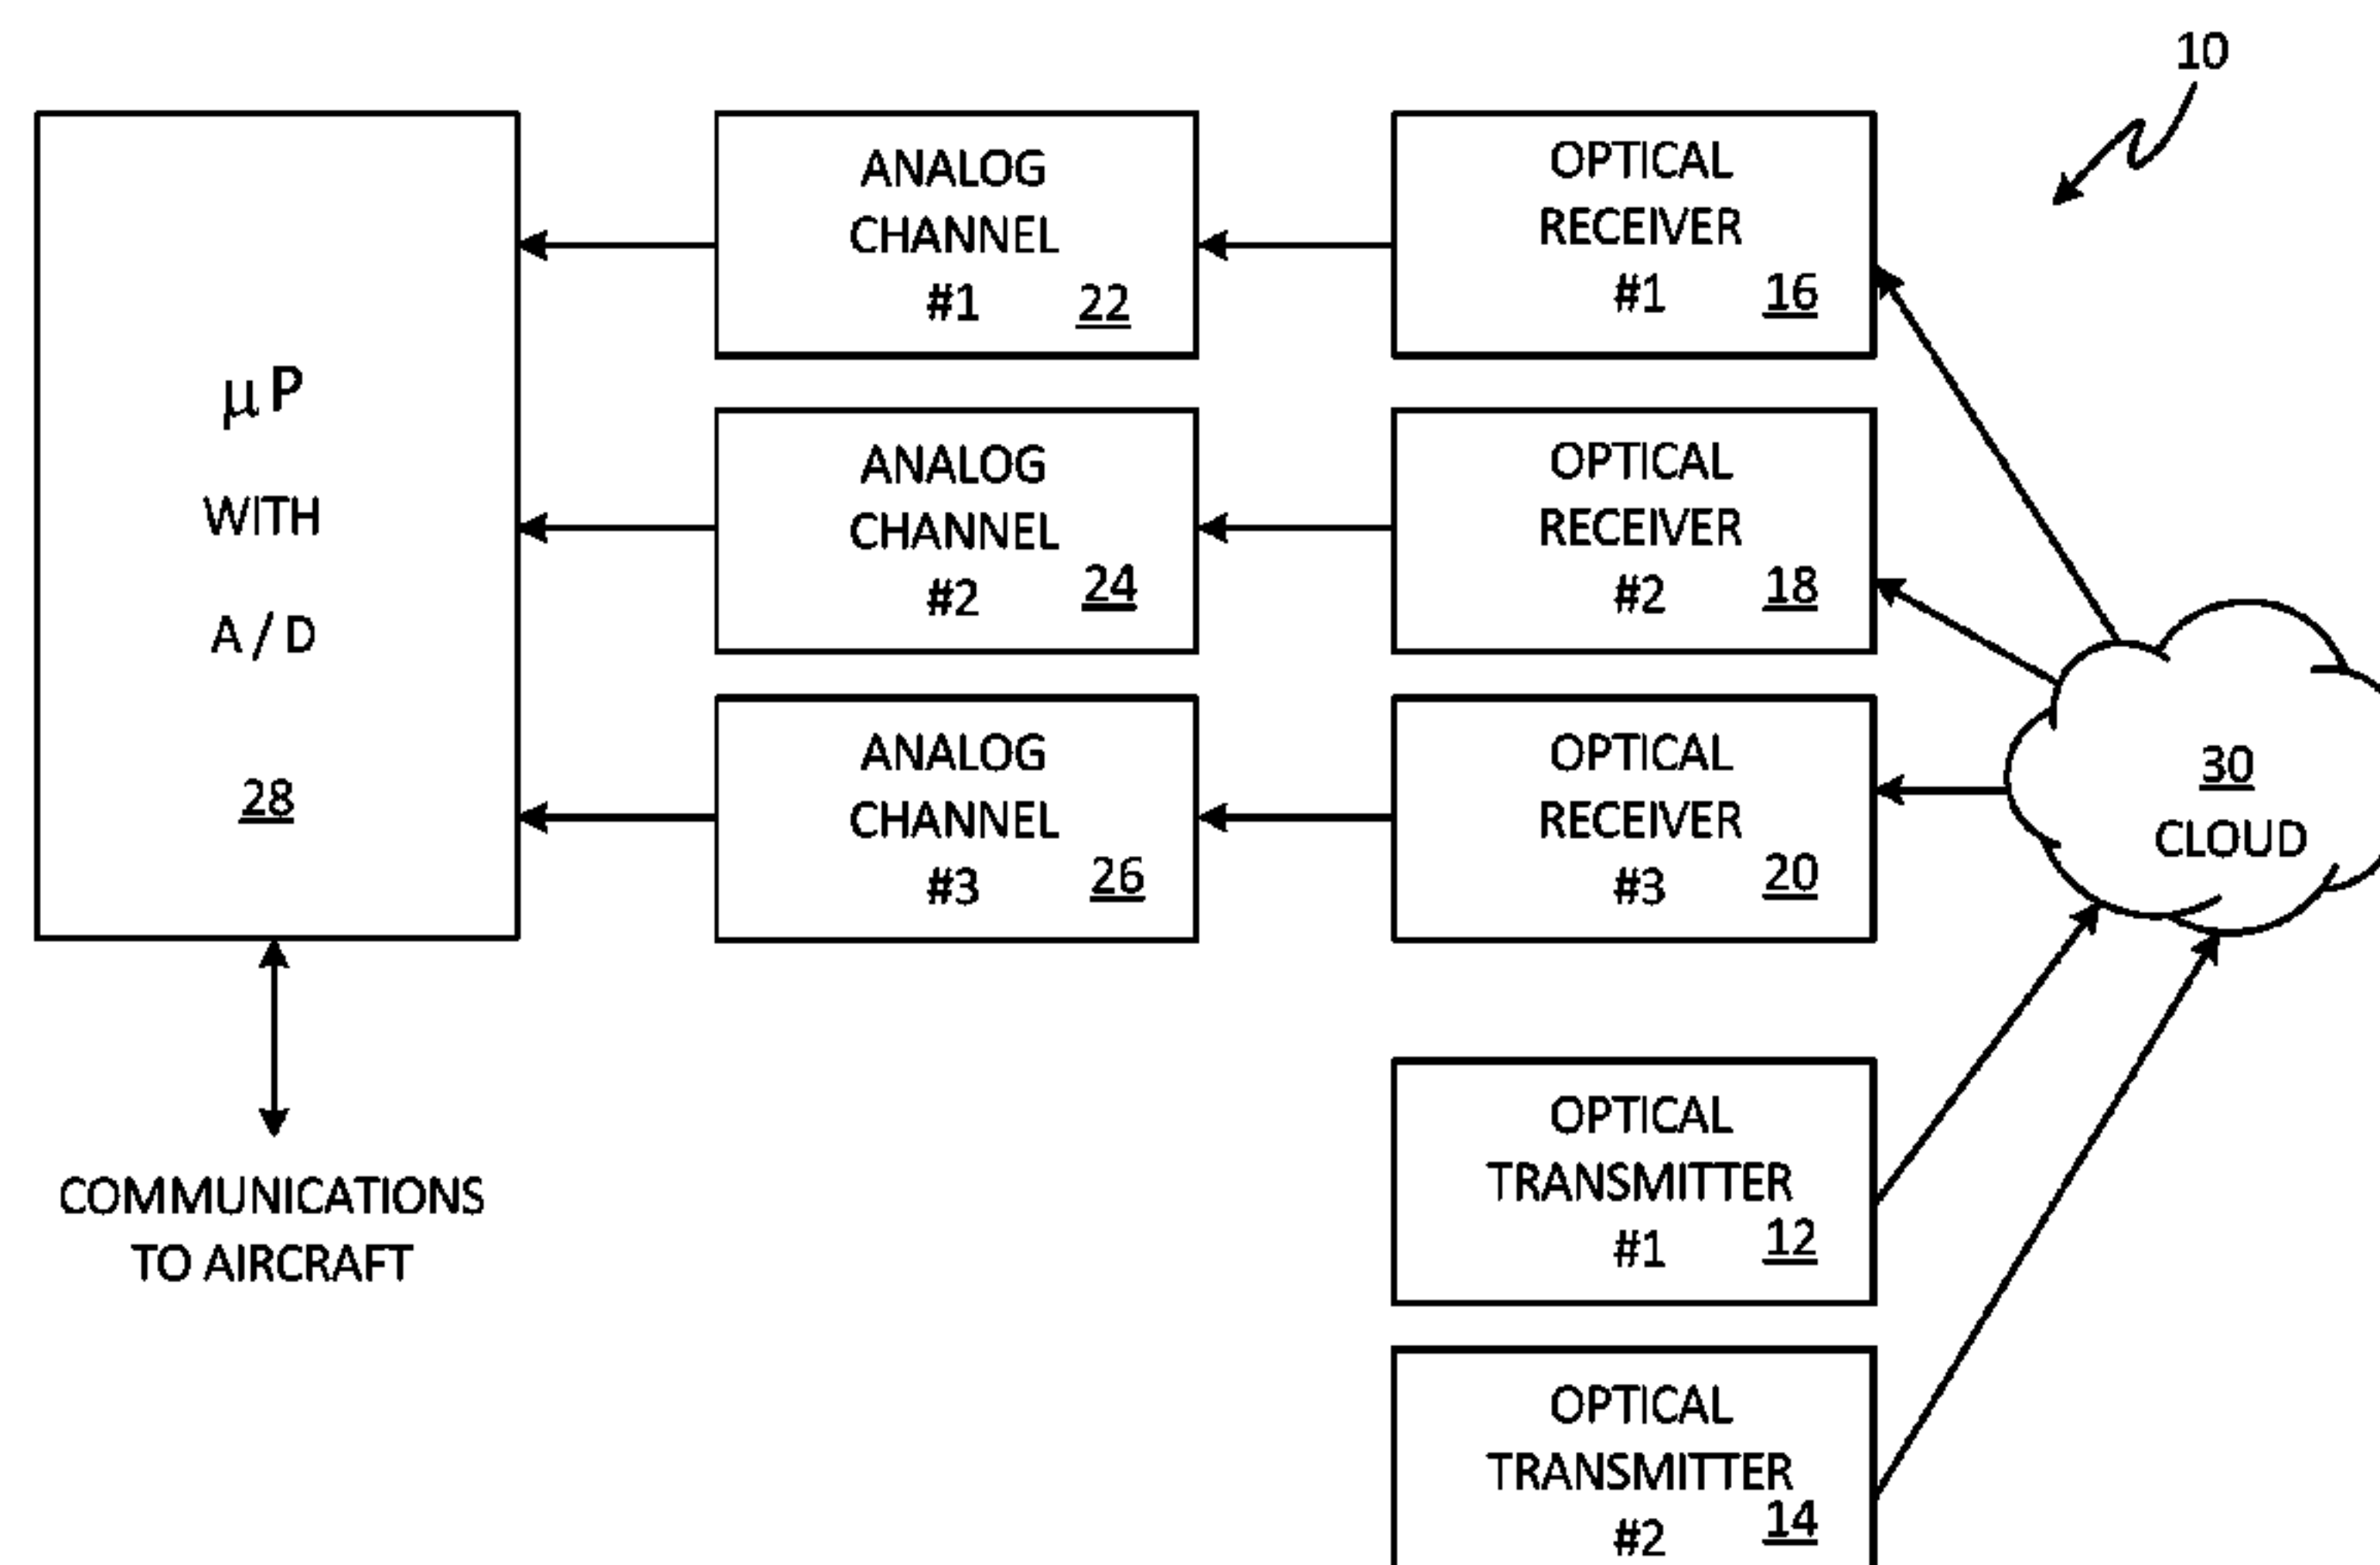 10
µP
WITH
A/D
28
ANALOG
CHANNEL
#1 22
OPTICAL
RECEIVER
#1 16
ANALOG
CHANNEL
#2 24
OPTICAL
RECEIVER
#2 18
ANALOG
CHANNEL
#3 26
OPTICAL
RECEIVER
#3 20
30
CLOUD
COMMUNICATIONS
TO AIRCRAFT
OPTICAL
TRANSMITTER
#1 12
OPTICAL
TRANSMITTER
#2 14